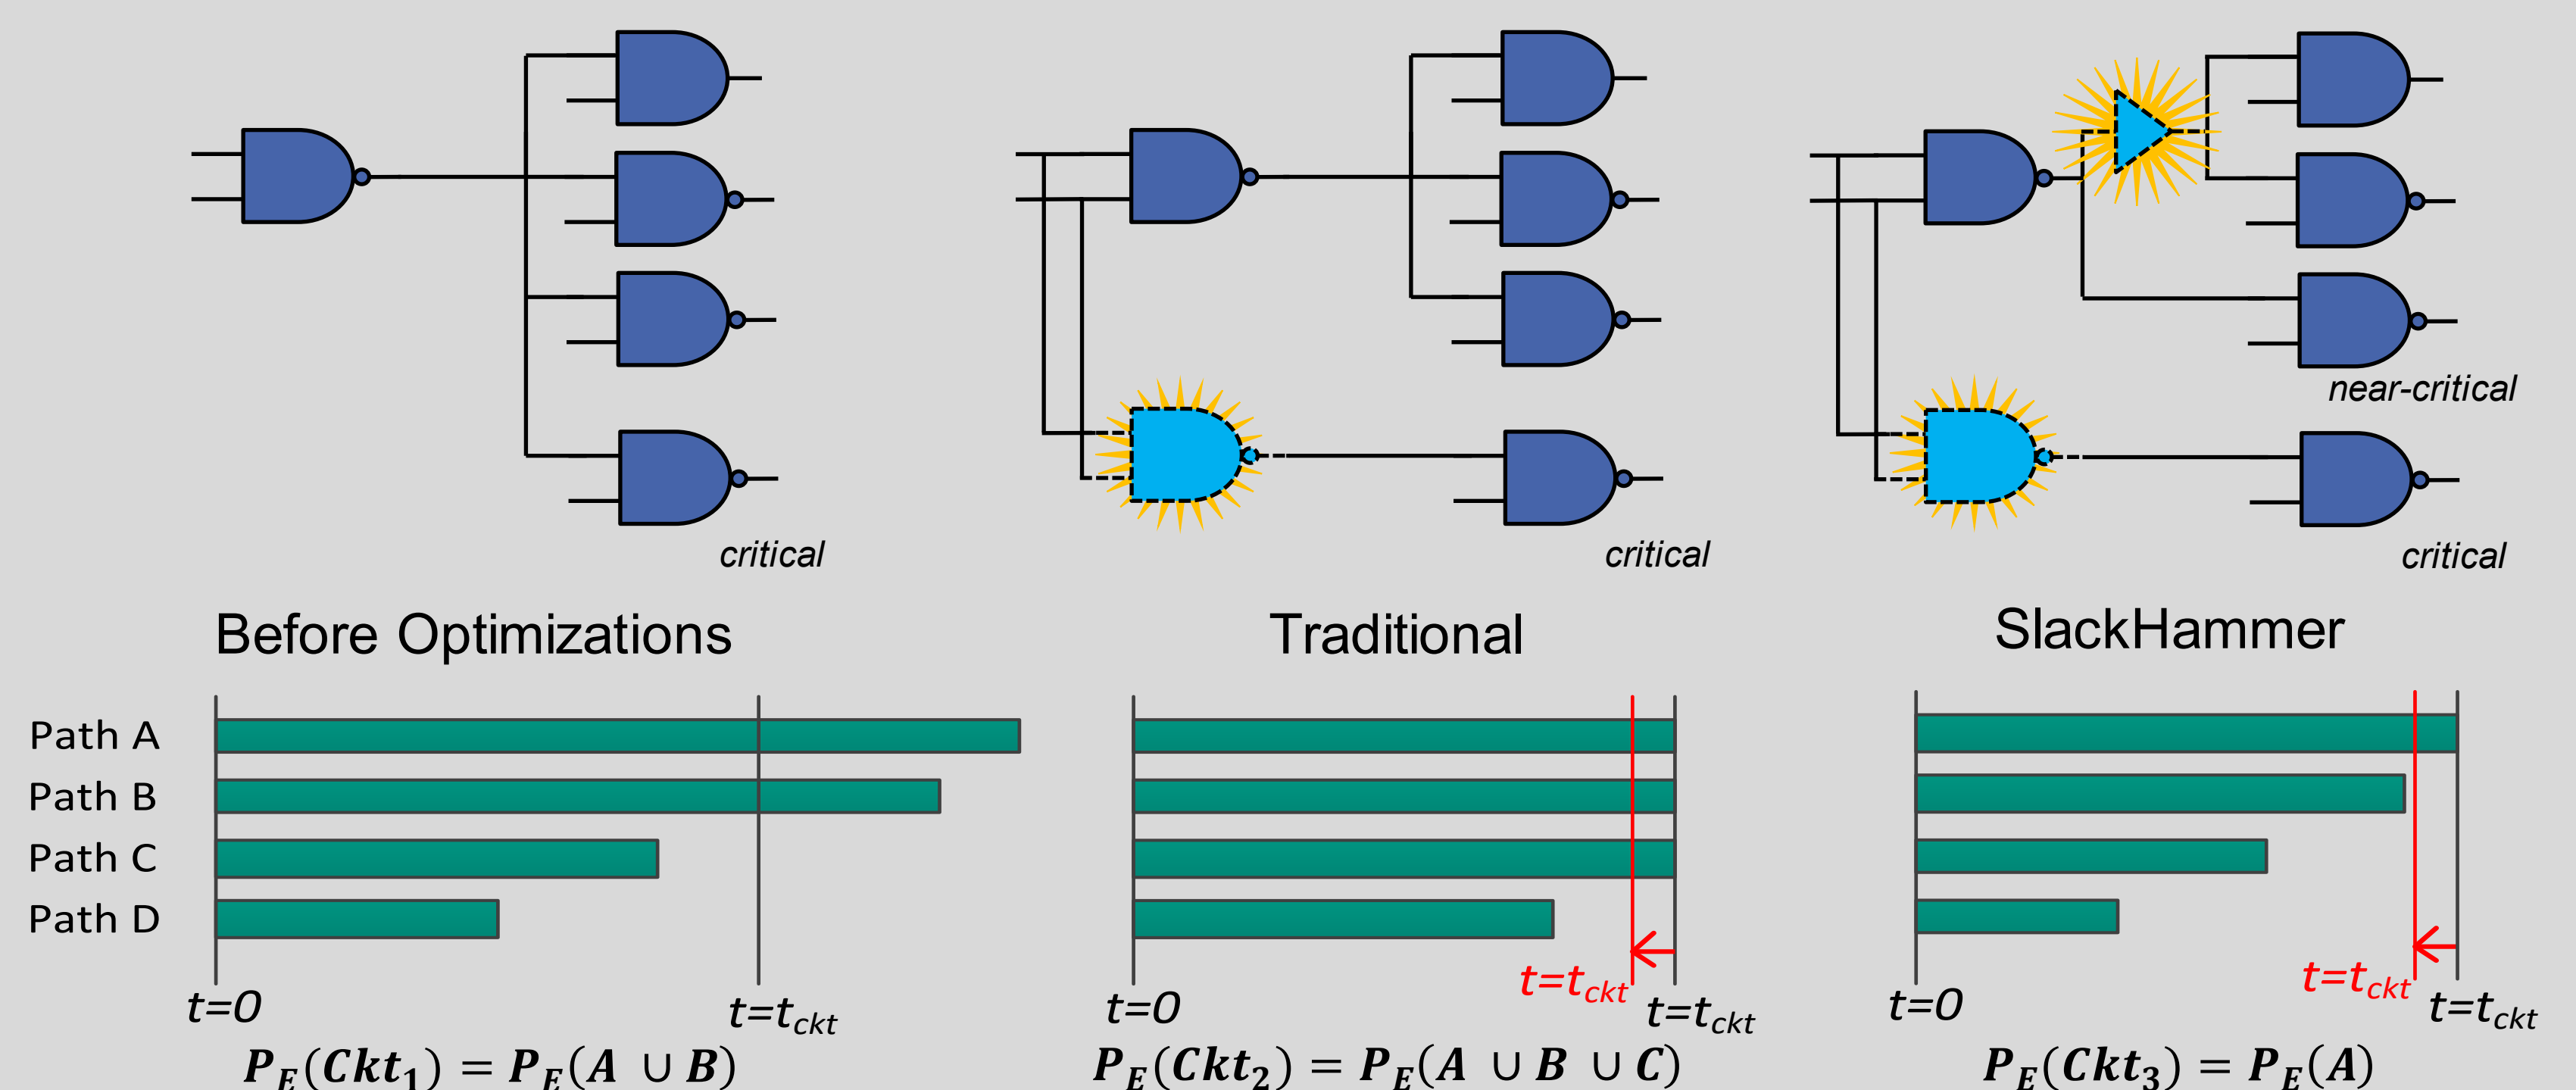 near-critical
critical
critical
critical
Before Optimizations
Traditional
SlackHammer
Path A
Path B
Path C
Path D
t=0
t=t_ckt
t=0
t=t_ckt
t=t_ckt
t=0
t=t_ckt
t=t_ckt
P_E(Ckt_1) = P_E(A ∪ B)
P_E(Ckt_2) = P_E(A ∪ B ∪ C)
P_E(Ckt_3) = P_E(A)